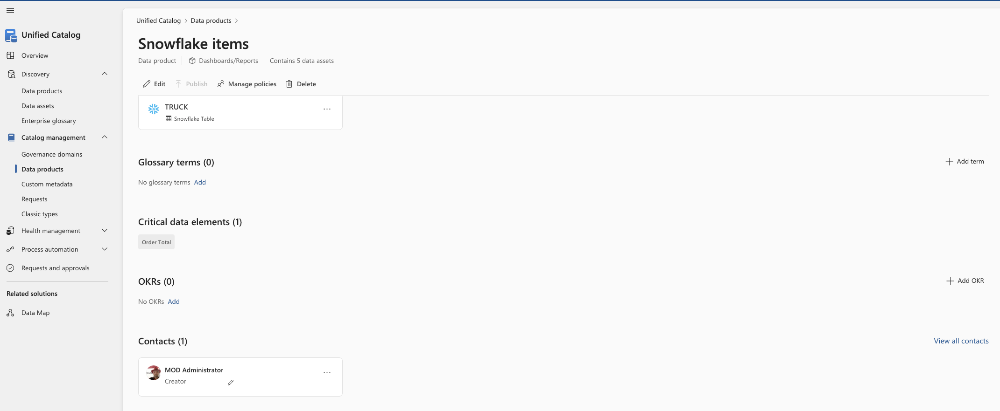 Unified Catalog
Overview
Discovery
Data products
Data assets
Enterprise glossary
Catalog management
Governance domains
Data products
Custom metadata
Requests
Classic types
Health management
Process automation
Requests and approvals
Related solutions
Data Map
Unified Catalog > Data products >
Snowflake items
Data product | Dashboards/Reports | Contains 5 data assets
Edit Publish Manage policies Delete
TRUCK
Snowflake Table
Glossary terms (0)
Add term
No glossary terms Add
Critical data elements (1)
Order Total
OKRs (0)
Add OKR
No OKRs Add
Contacts (1)
View all contacts
MOD Administrator
Creator